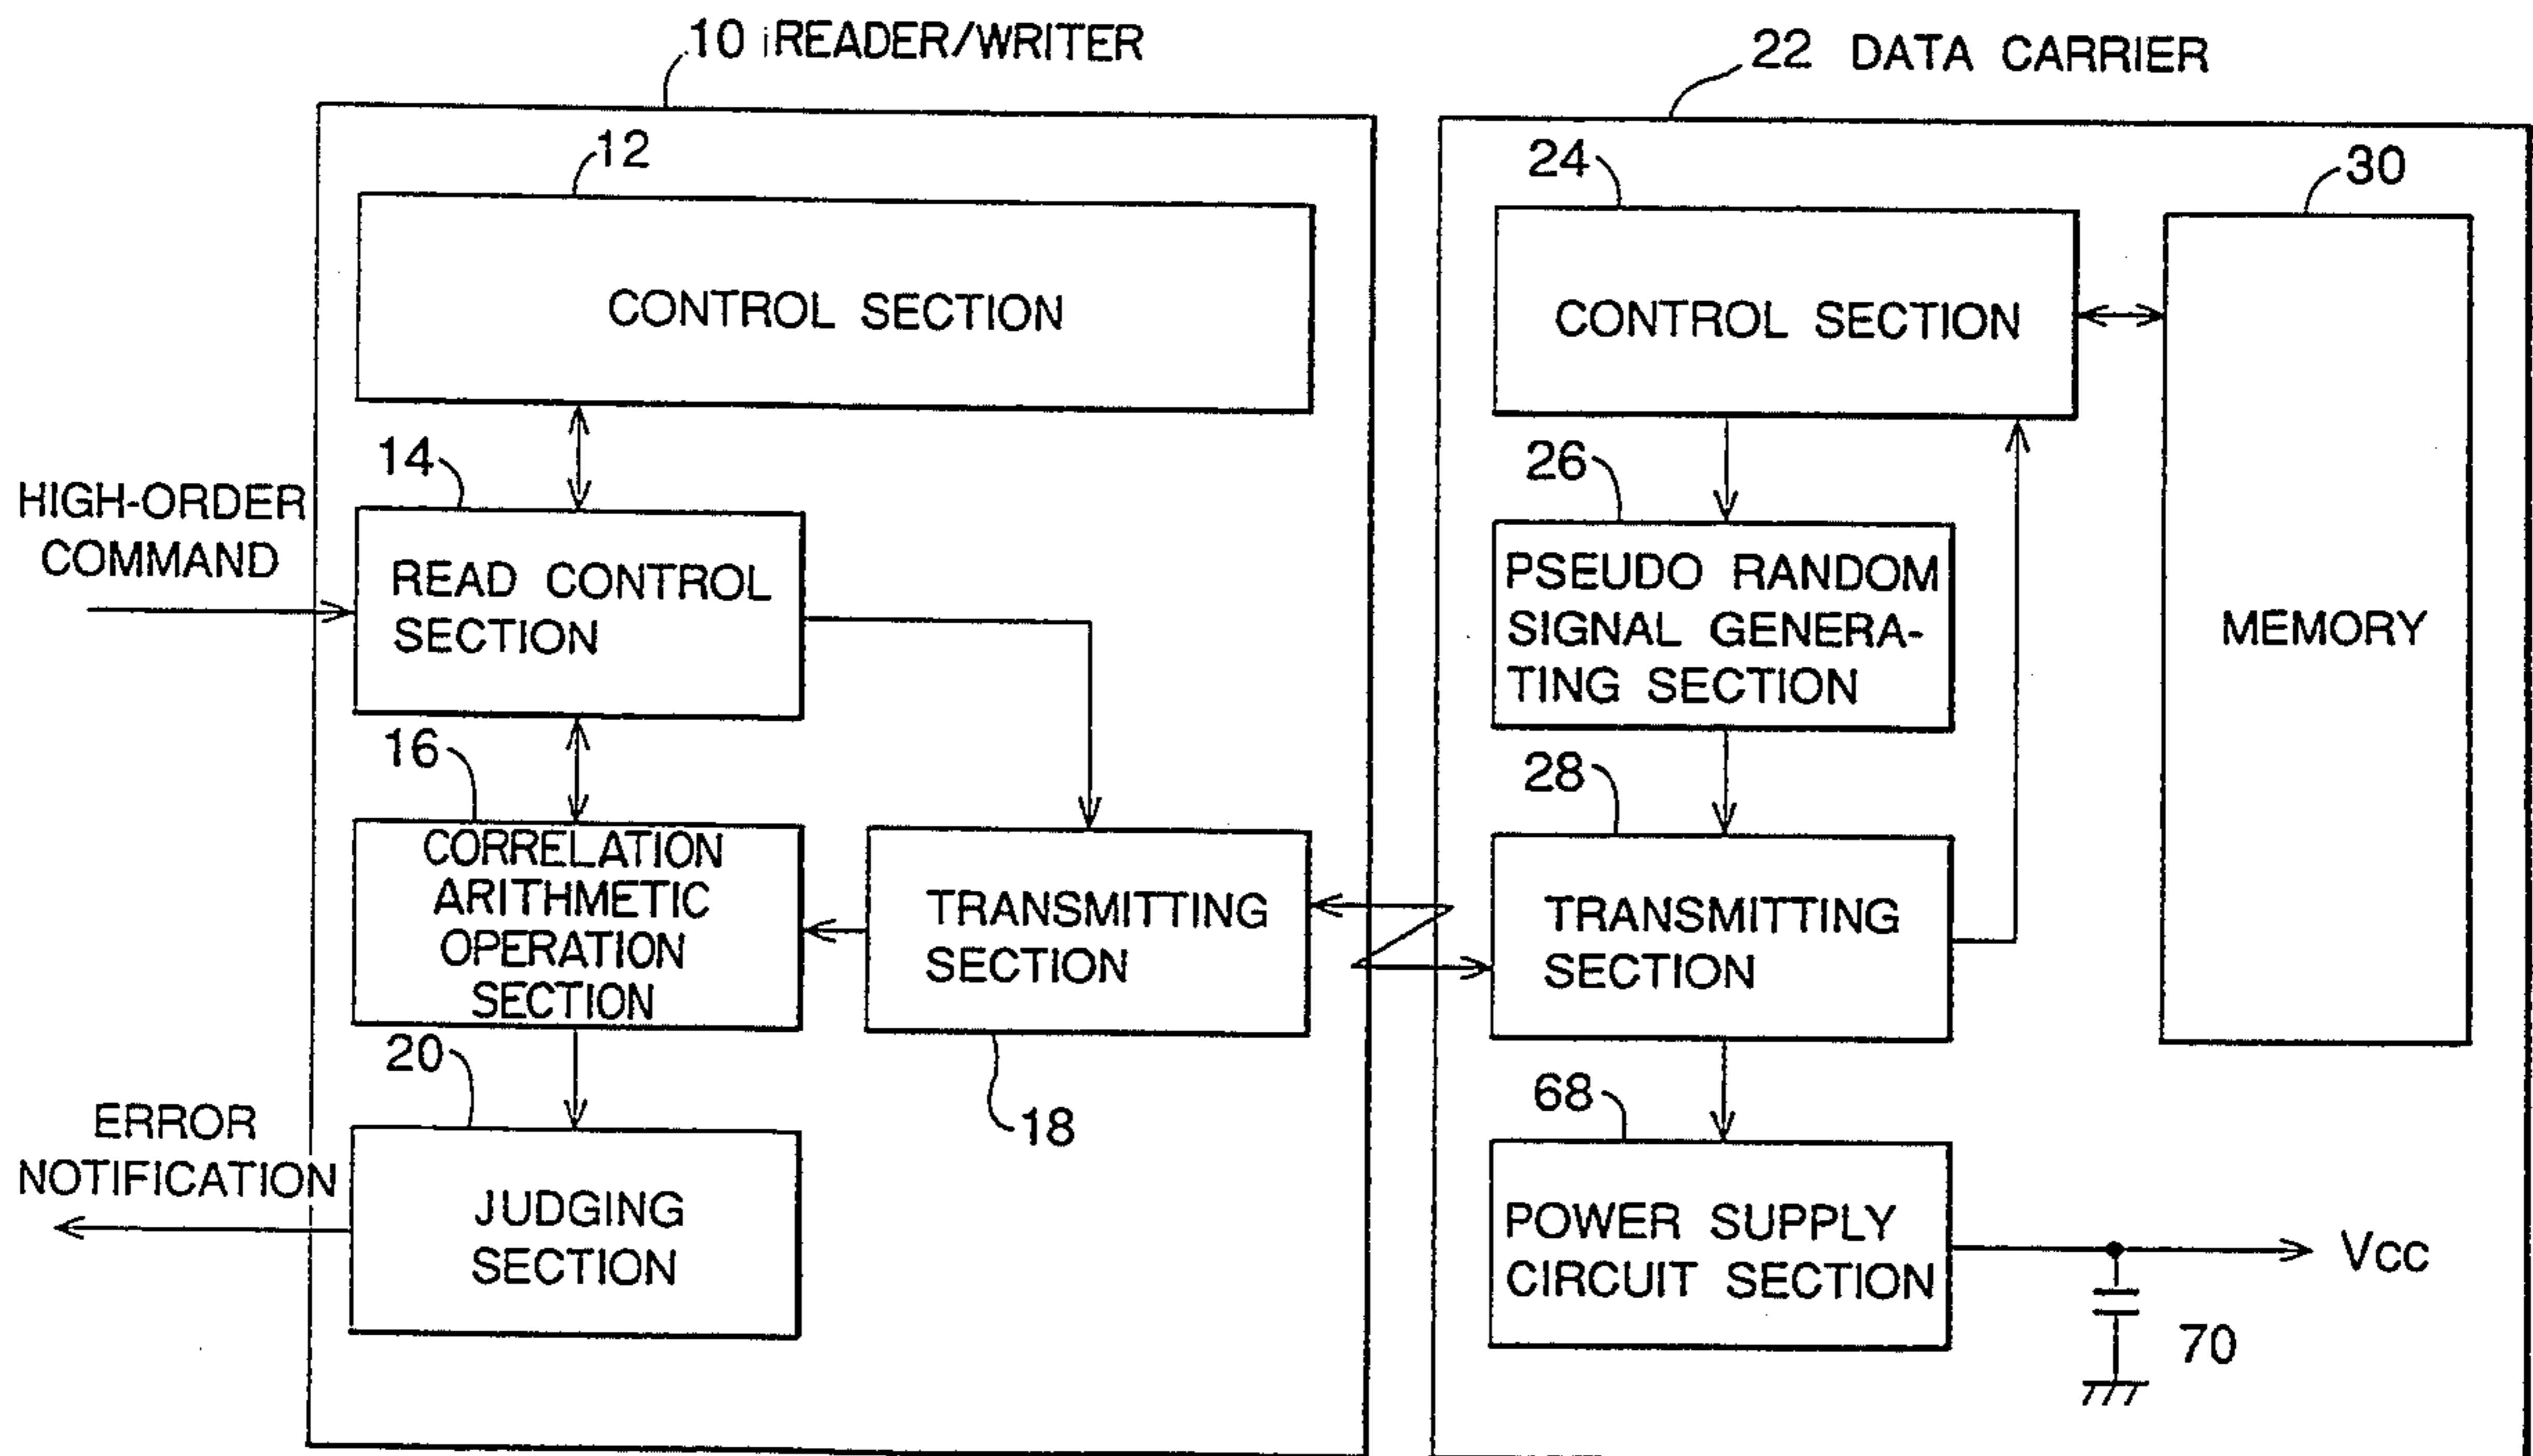 10 iREADER/WRITER
22 DATA CARRIER
12
CONTROL SECTION
14
HIGH-ORDER
COMMAND
READ CONTROL
SECTION
16
CORRELATION
ARITHMETIC
OPERATION
SECTION
TRANSMITTING
SECTION
18
20
ERROR
NOTIFICATION
JUDGING
SECTION
24
CONTROL SECTION
30
MEMORY
26
PSEUDO RANDOM
SIGNAL GENERA-
TING SECTION
28
TRANSMITTING
SECTION
68
POWER SUPPLY
CIRCUIT SECTION
Vcc
70